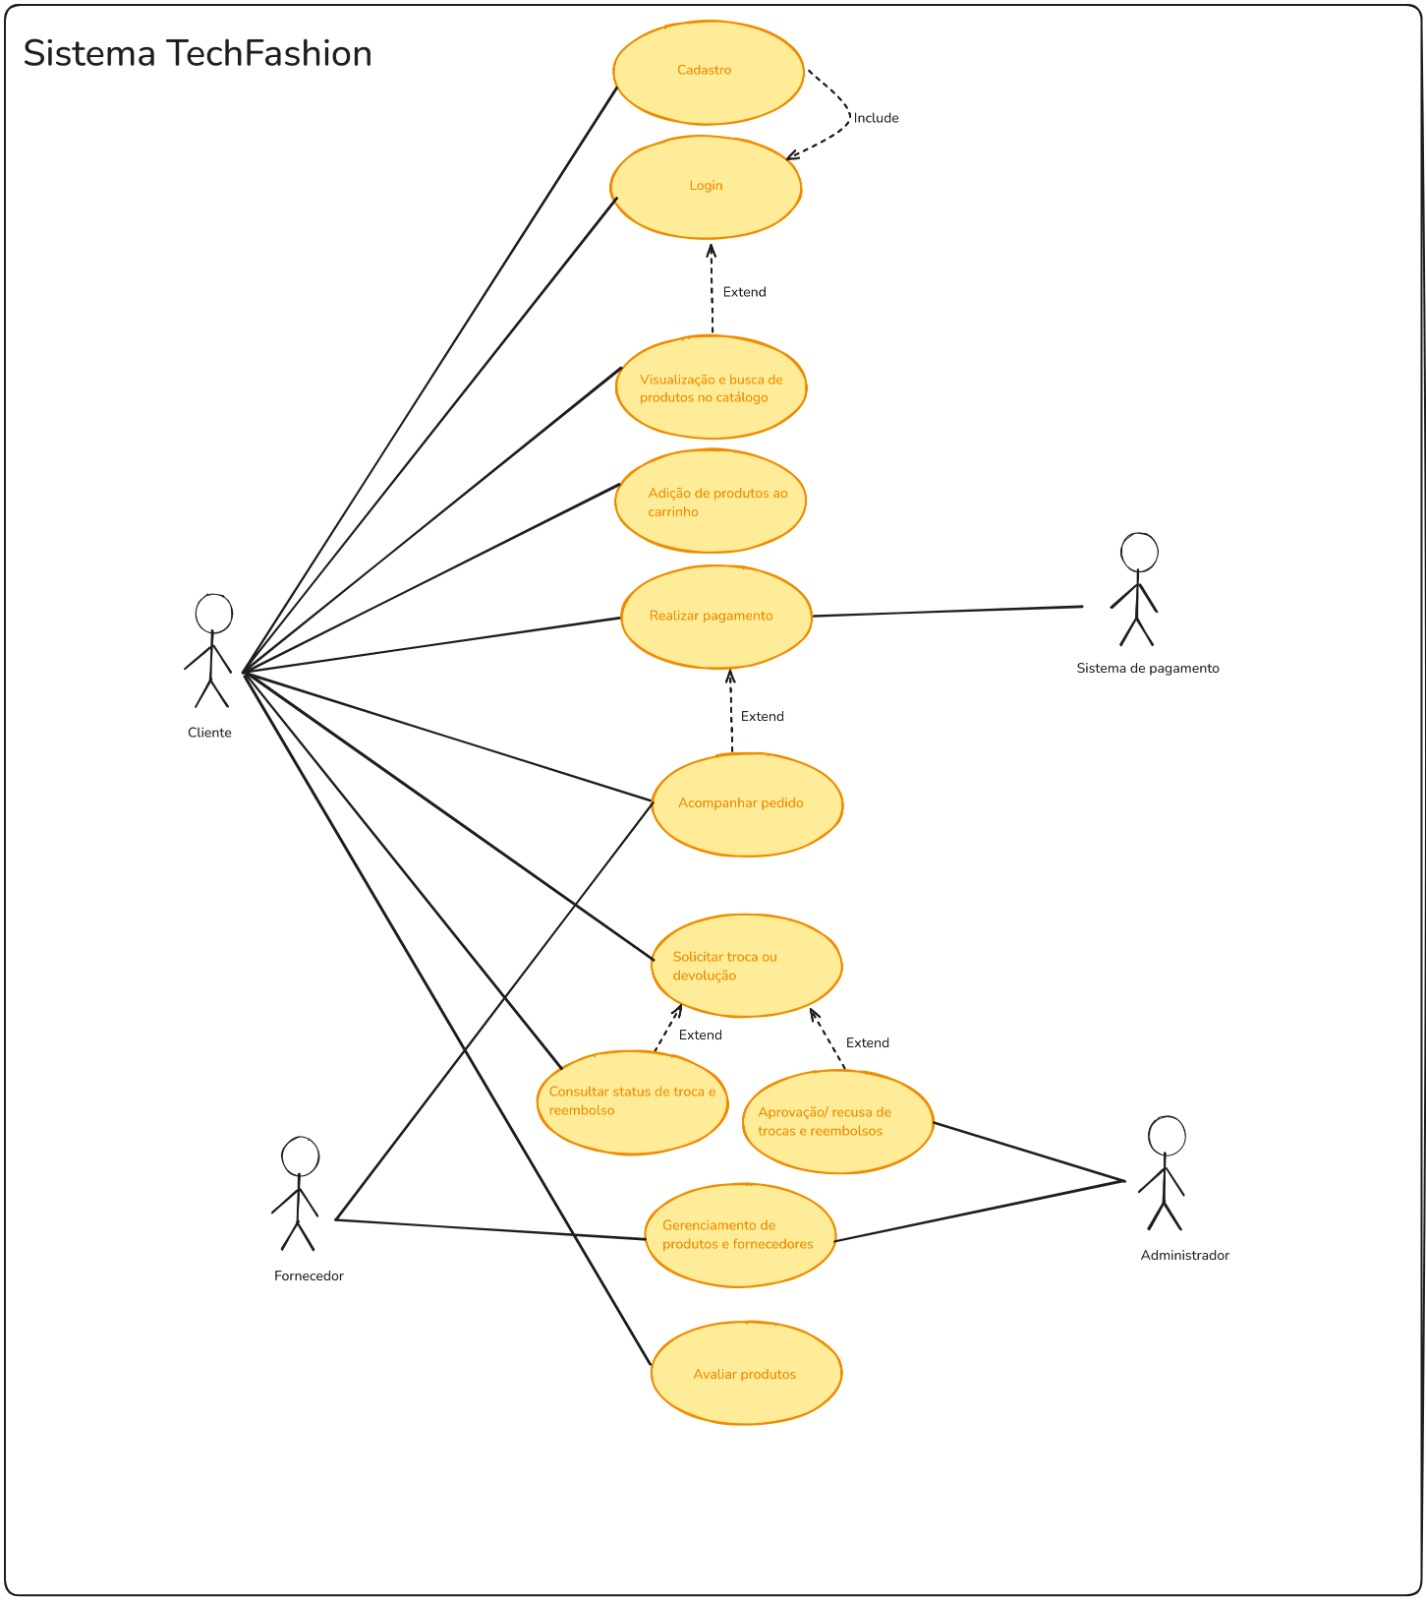 Sistema TechFashion
Cadastro
Include
Login
Extend
Visualização e busca de
produtos no catálogo
Adição de produtos ao
carrinho
Realizar pagamento
Sistema de pagamento
Extend
Cliente
Acompanhar pedido
Solicitar troca ou
devolução
Extend
Extend
Consultar status de troca e
reembolso
Aprovação/ recusa de
trocas e reembolsos
Gerenciamento de
produtos e fornecedores
Administrador
Fornecedor
Avaliar produtos